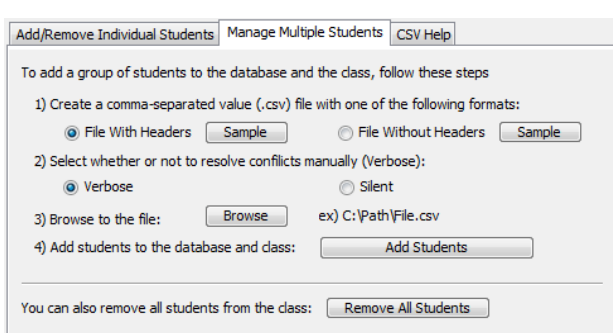 Add/Remove Individual Students Manage Multiple Students CSV Help
To add a group of students to the database and the class, follow these steps
1) Create a comma-separated value (.csv) file with one of the following formats:
File With Headers Sample File Without Headers Sample
2) Select whether or not to resolve confilicts manually (Verbose):
Verbose Silent
3) Browse to the file: Browse ex) C:\Path\File.csv
4) Add students to the database and class: Add Students
You can also remove all students from the class: Remove All Students